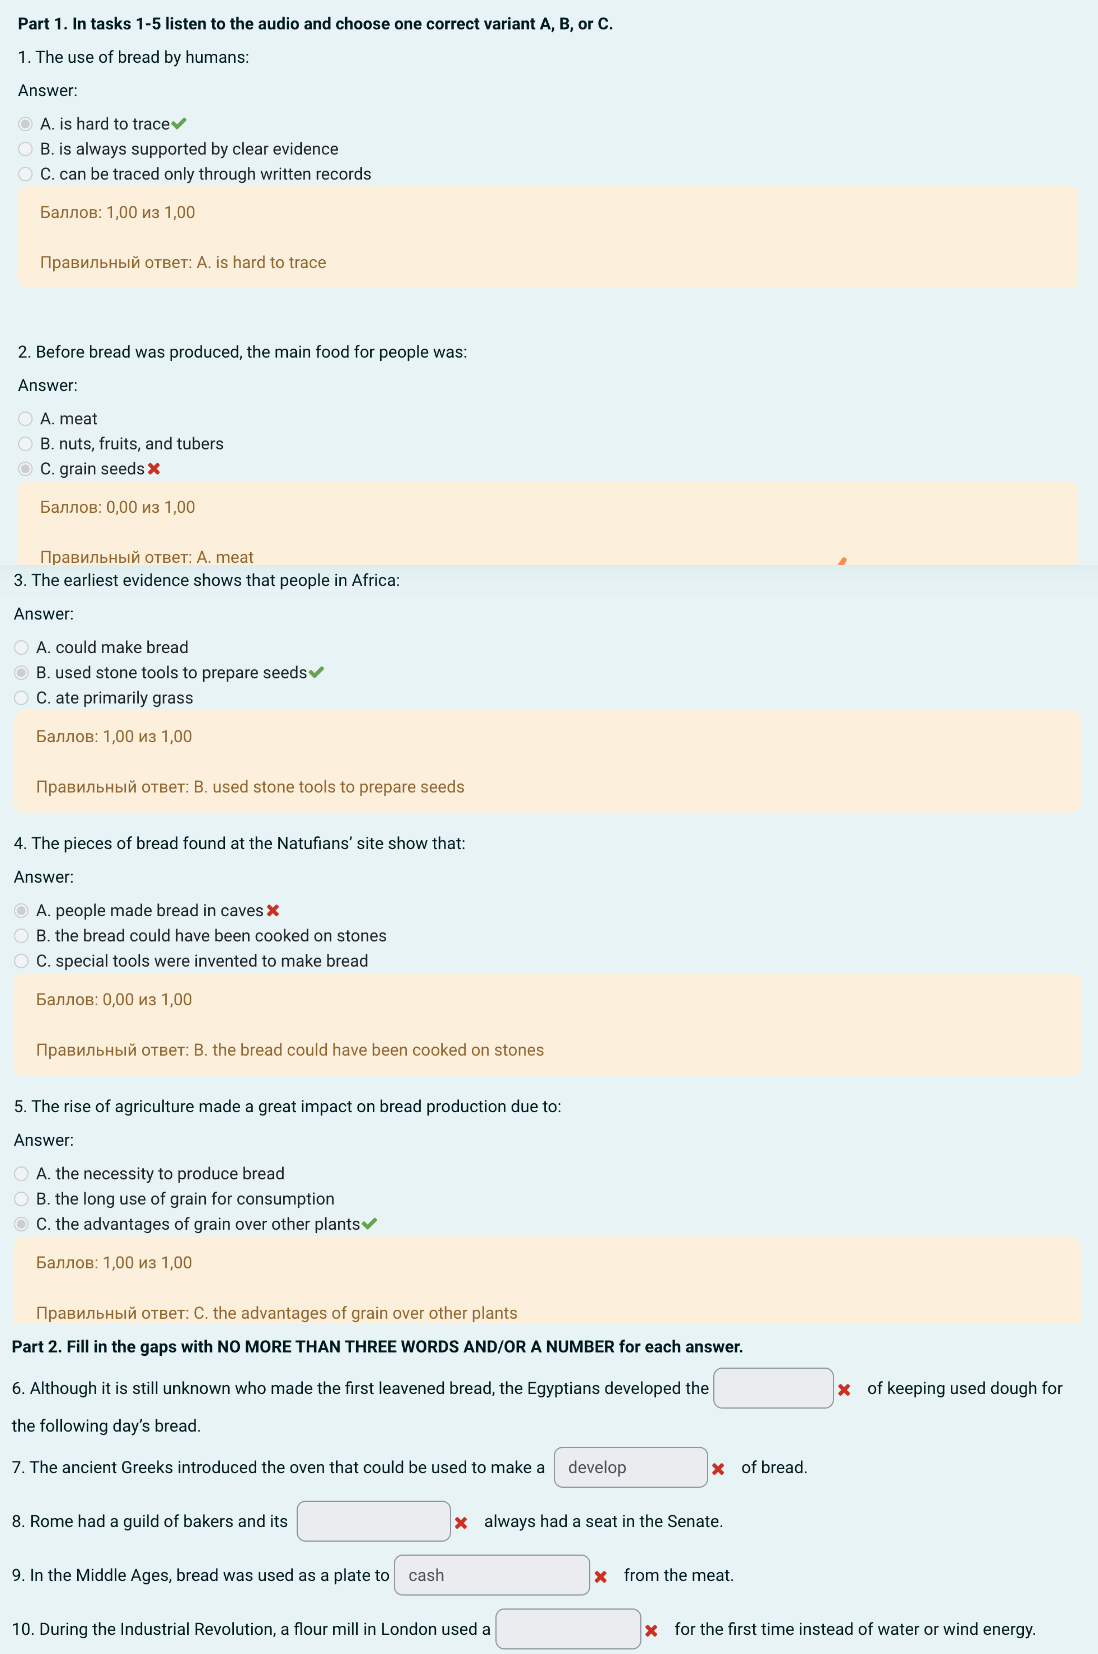 Part 1. In tasks 1-5 listen to the audio and choose one correct variant A, B, or C.
1. The use of bread by humans:
Answer:
A. is hard to trace
B. is always supported by clear evidence
C. can be traced only through written records
Баллов: 1,00 из 1,00
Правильный ответ: A. is hard to trace
2. Before bread was produced, the main food for people was:
Answer:
A. meat
B. nuts, fruits, and tubers
C. grain seeds
Баллов: 0,00 из 1,00
Правильный ответ: A. meat
3. The earliest evidence shows that people in Africa:
Answer:
A. could make bread
B. used stone tools to prepare seeds
C. ate primarily grass
Баллов: 1,00 из 1,00
Правильный ответ: B. used stone tools to prepare seeds
4. The pieces of bread found at the Natufians’ site show that:
Answer:
A. people made bread in caves
B. the bread could have been cooked on stones
C. special tools were invented to make bread
Баллов: 0,00 из 1,00
Правильный ответ: B. the bread could have been cooked on stones
5. The rise of agriculture made a great impact on bread production due to:
Answer:
A. the necessity to produce bread
B. the long use of grain for consumption
C. the advantages of grain over other plants
Баллов: 1,00 из 1,00
Правильный ответ: C. the advantages of grain over other plants
Part 2. Fill in the gaps with NO MORE THAN THREE WORDS AND/OR A NUMBER for each answer.
6. Although it is still unknown who made the first leavened bread, the Egyptians developed the of keeping used dough for
the following day’s bread.
7. The ancient Greeks introduced the oven that could be used to make a develop of bread.
8. Rome had a guild of bakers and its always had a seat in the Senate.
9. In the Middle Ages, bread was used as a plate to cash from the meat.
10. During the Industrial Revolution, a flour mill in London used a for the first time instead of water or wind energy.